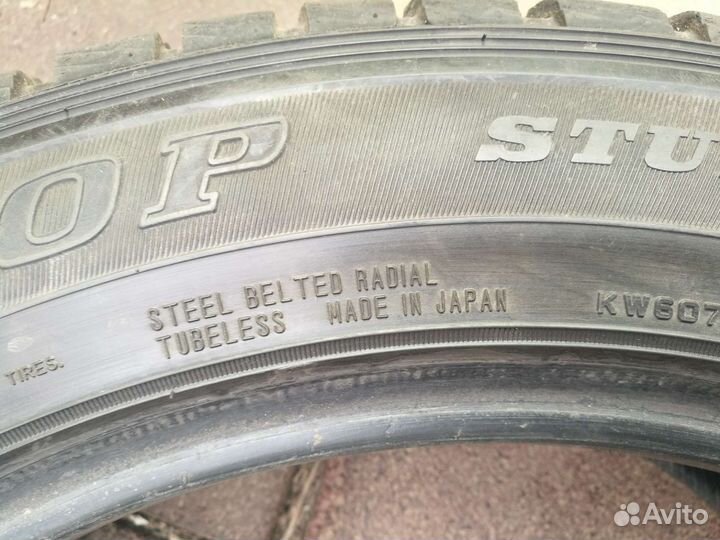 OP STU
STEEL BELTED RADIAL
TUBELESS MADE IN JAPAN
KW607
TIRES.
Avito